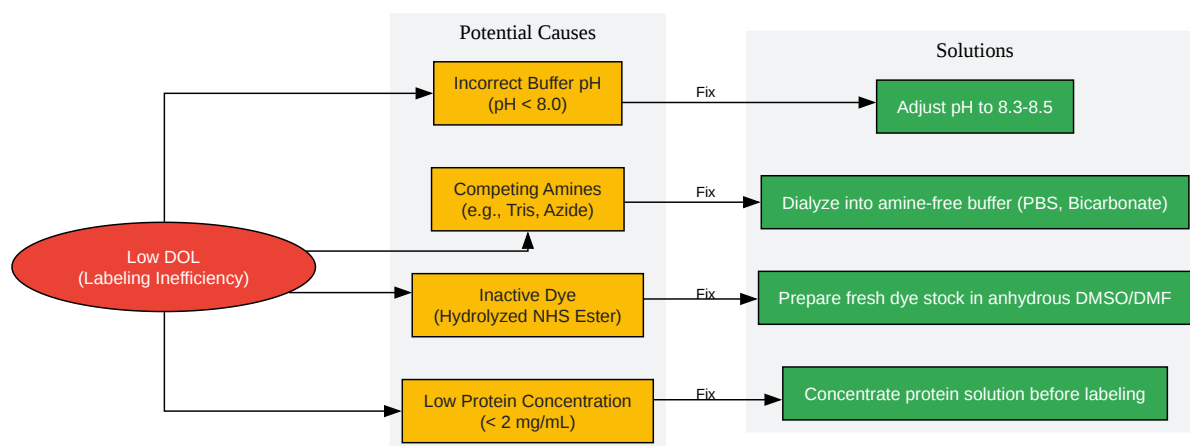 Potential Causes
Solutions
Incorrect Buffer pH
(pH < 8.0)
Fix
Adjust pH to 8.3-8.5
Competing Amines
(e.g., Tris, Azide)
Fix
Dialyze into amine-free buffer (PBS, Bicarbonate)
Low DOL
(Labeling Inefficiency)
Inactive Dye
(Hydrolyzed NHS Ester)
Fix
Prepare fresh dye stock in anhydrous DMSO/DMF
Low Protein Concentration
(< 2 mg/mL)
Fix
Concentrate protein solution before labeling